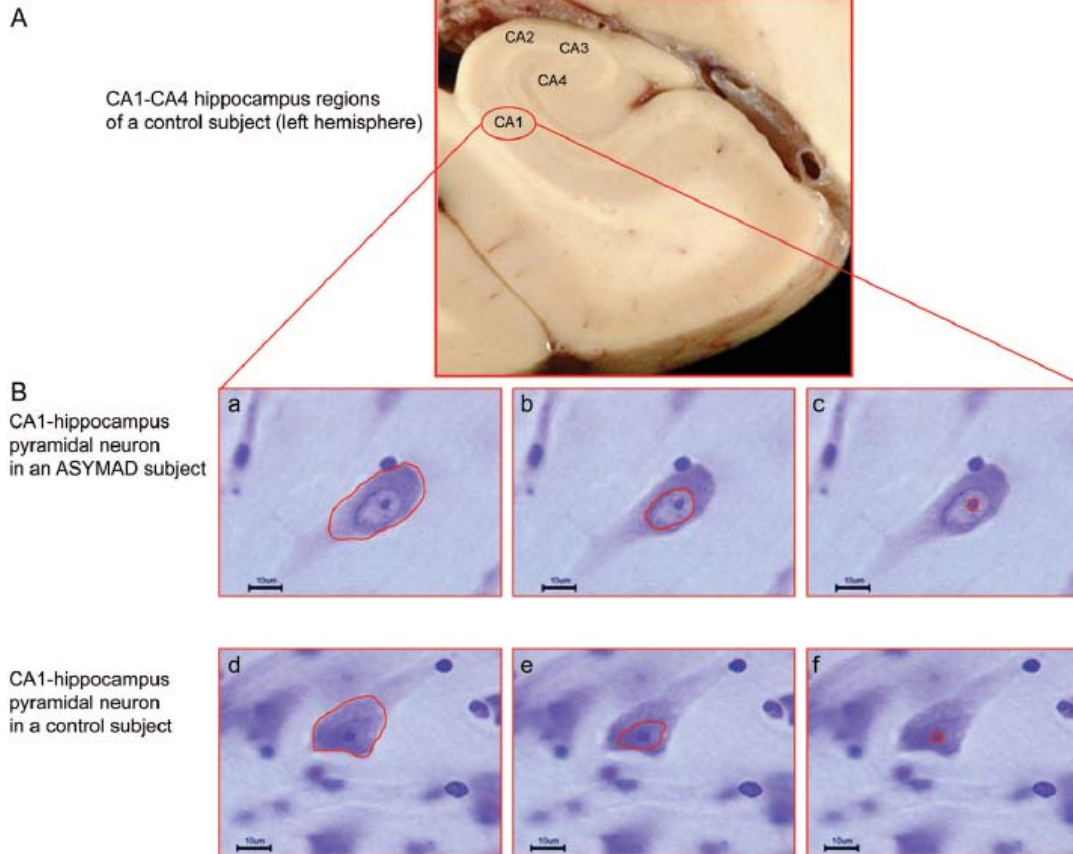 A
CA1-CA4 hippocampus regions
of a control subject (left hemisphere)
CA2
CA3
CA4
CA1
B
CA1-hippocampus
pyramidal neuron
in an ASYMAD subject
a
b
c
10um
10um
10um
CA1-hippocampus
pyramidal neuron
in a control subject
d
e
f
10um
10um
10um